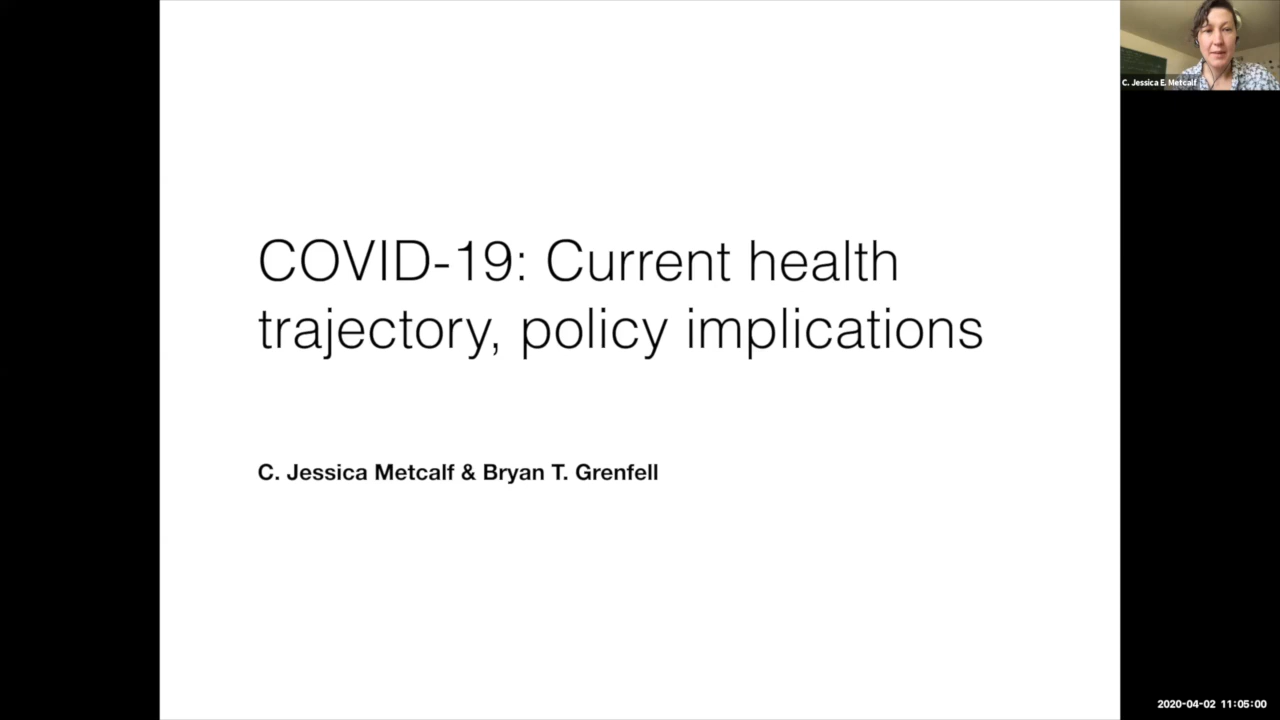 C. Jessica E. Metcalf
COVID-19: Current health
trajectory, policy implications
C. Jessica Metcalf & Bryan T. Grenfell
2020-04-02 11:05:00